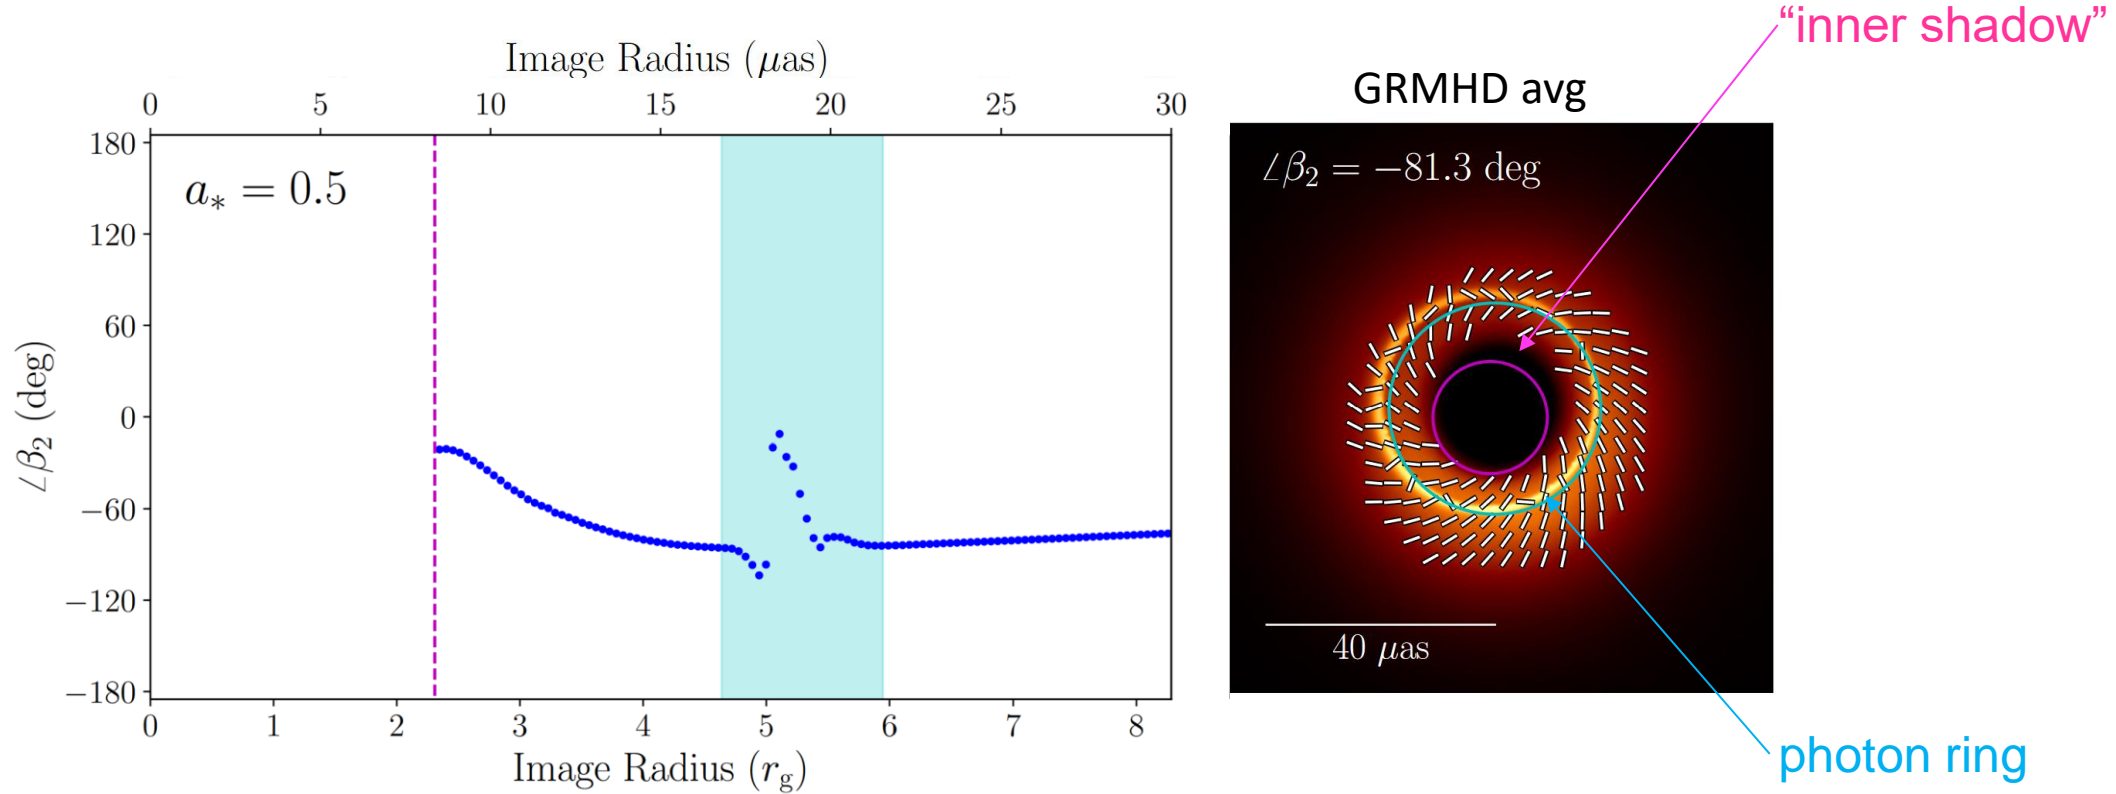 “inner shadow”
Image Radius (μas)
0 5 10 15 20 25 30
GRMHD avg
180
120
60
0
−60
−120
−180
∠β₂ (deg)
a* = 0.5
0 1 2 3 4 5 6 7 8
Image Radius (r_g)
∠β₂ = −81.3 deg
40 μas
photon ring